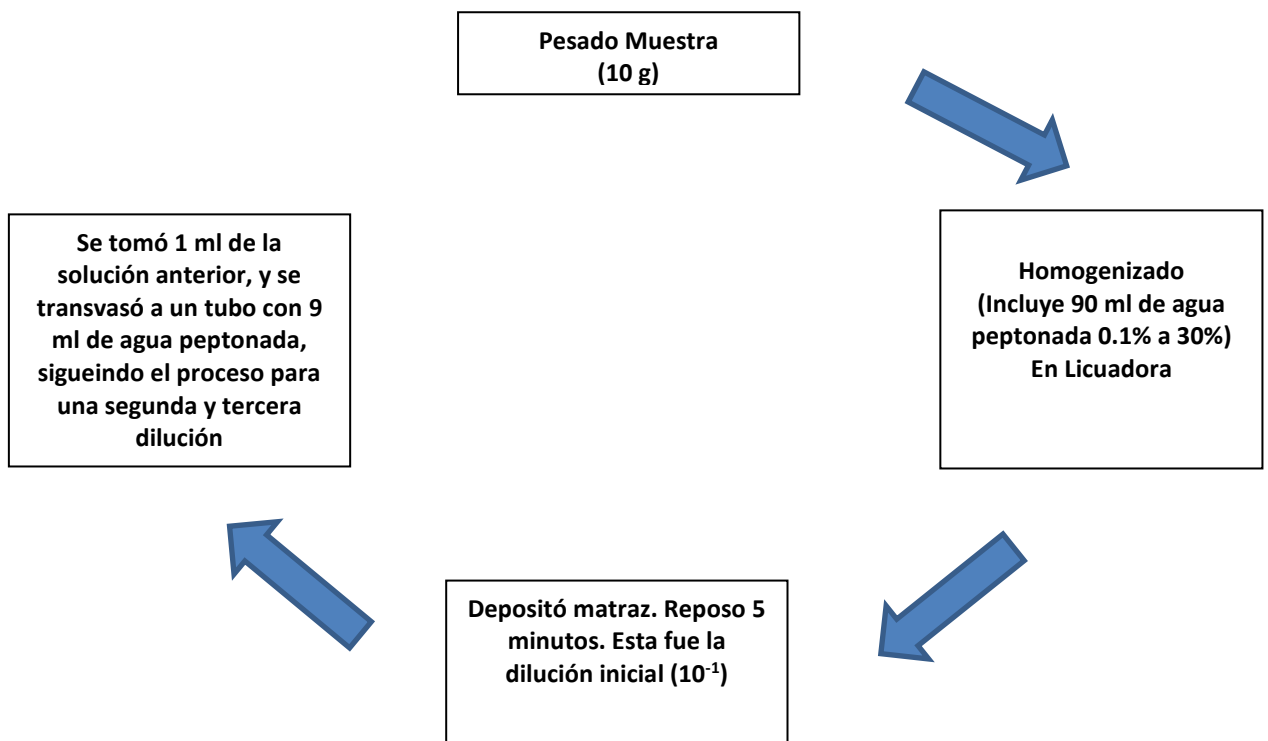 Pesado Muestra
(10 g)
Homogenizado
(Incluye 90 ml de agua
peptonada 0.1% a 30%)
En Licuadora
Depositó matraz. Reposo 5
minutos. Esta fue la
dilución inicial (10⁻¹)
Se tomó 1 ml de la
solución anterior, y se
transvasó a un tubo con 9
ml de agua peptonada,
sigueindo el proceso para
una segunda y tercera
dilución